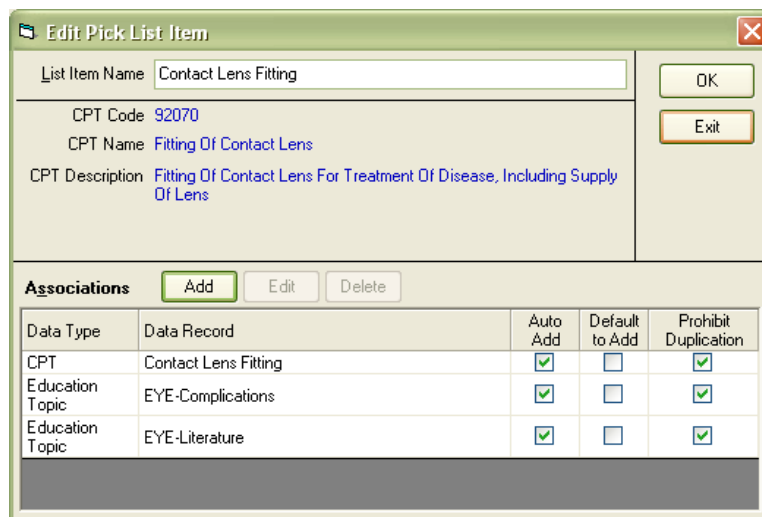 Edit Pick List Item
List Item Name Contact Lens Fitting
OK
CPT Code 92070
Exit
CPT Name Fitting Of Contact Lens
CPT Description Fitting Of Contact Lens For Treatment Of Disease, Including Supply
Of Lens
Associations Add Edit Delete
Data Type Data Record Auto Add Default to Add Prohibit Duplication
CPT Contact Lens Fitting
Education Topic EYE-Complications
Education Topic EYE-Literature